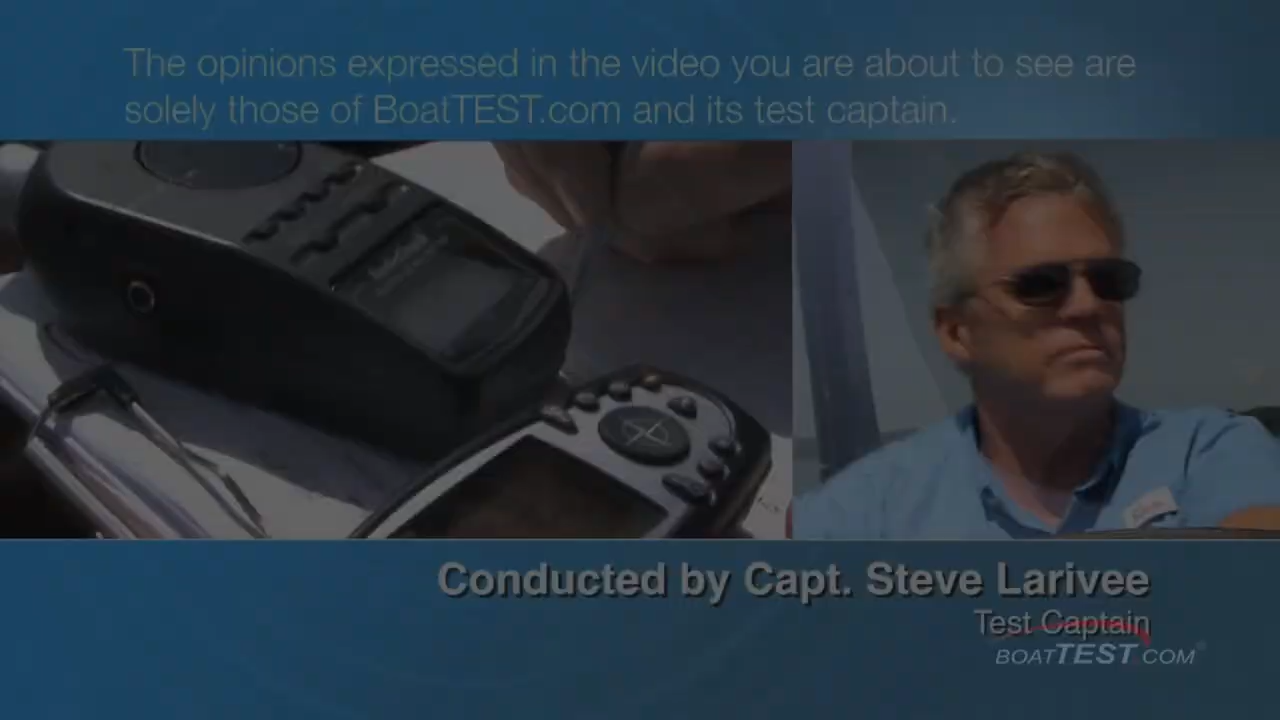 The opinions expressed in the video you are about to see are
solely those of BoatTEST.com and its test captain.
Conducted by Capt. Steve Larivee
Test Captain
BOATTEST.COM